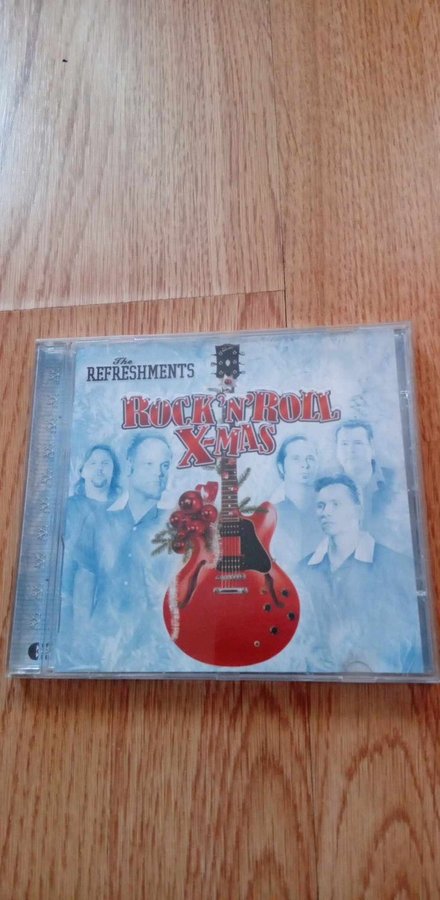 The
REFRESHMENTS
ROCK'N'ROLL
X-MAS